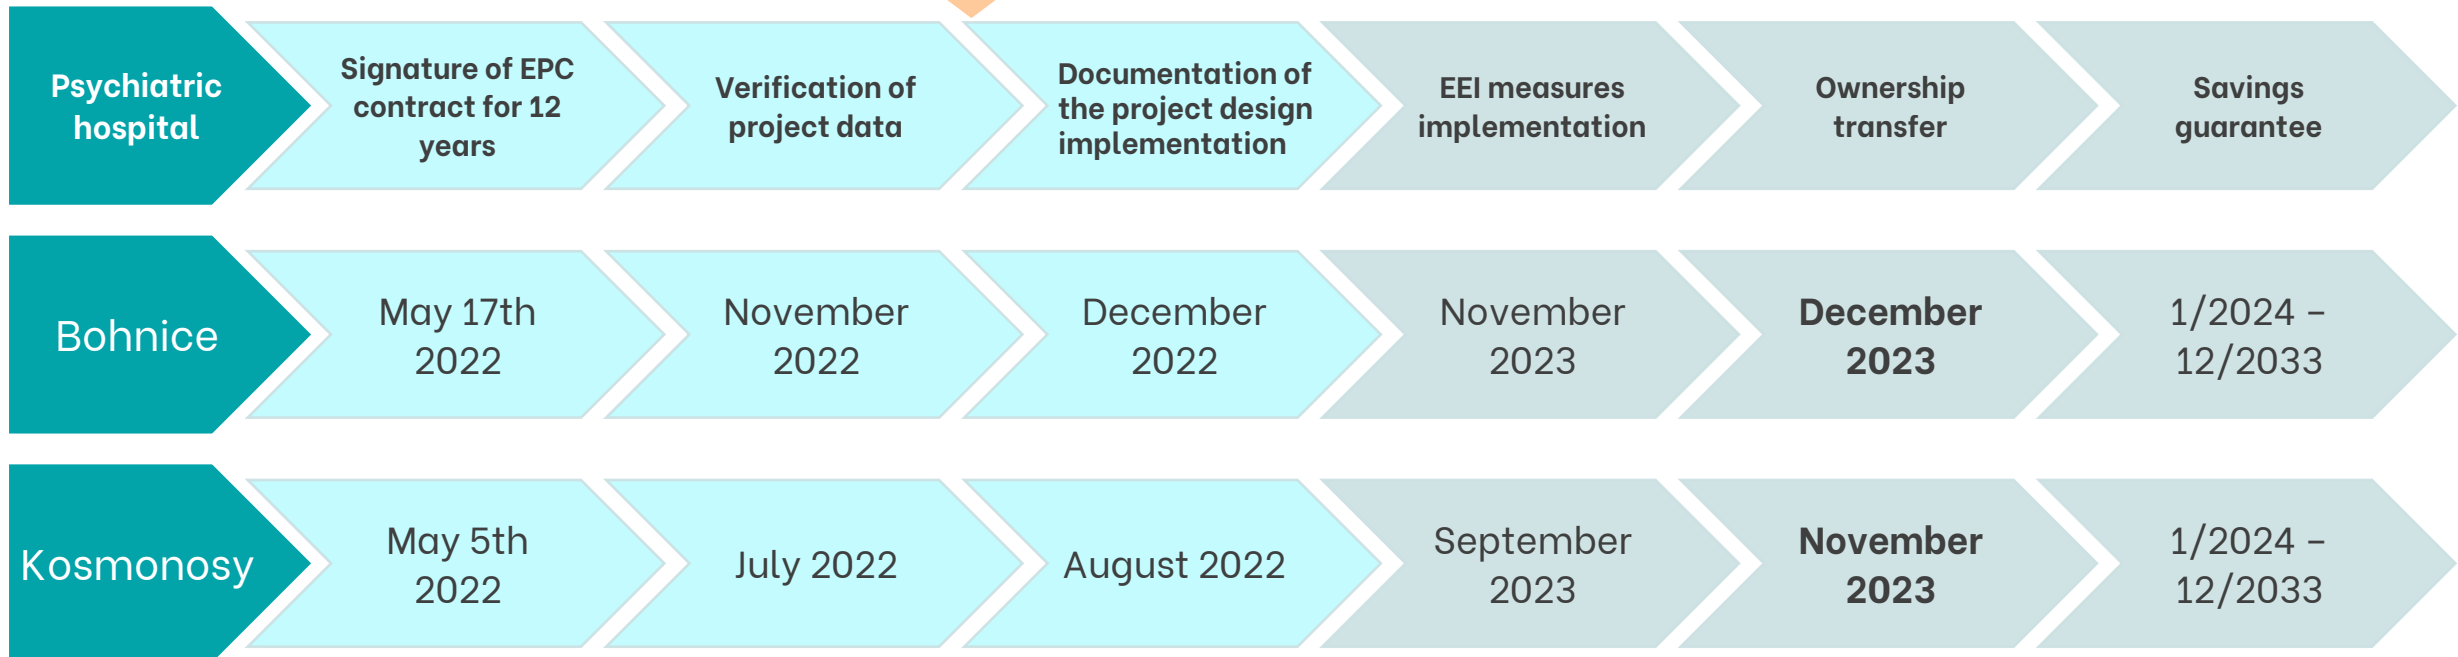 Psychiatric
hospital
Signature of EPC
contract for 12
years
Verification of
project data
Documentation of
the project design
implementation
EEI measures
implementation
Ownership
transfer
Savings
guarantee
Bohnice
May 17th
2022
November
2022
December
2022
November
2023
December
2023
1/2024 –
12/2033
Kosmonosy
May 5th
2022
July 2022
August 2022
September
2023
November
2023
1/2024 –
12/2033